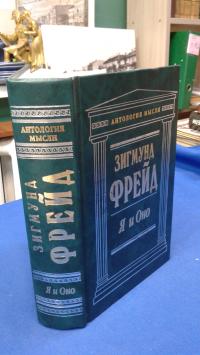 АНТОЛОГИЯ
МЫСЛИ
ЗИГМУНД
ФРЕЙД
Я и Оно
АНТОЛОГИЯ МЫСЛИ
ЗИГМУНД
ФРЕЙД
Я и Оно